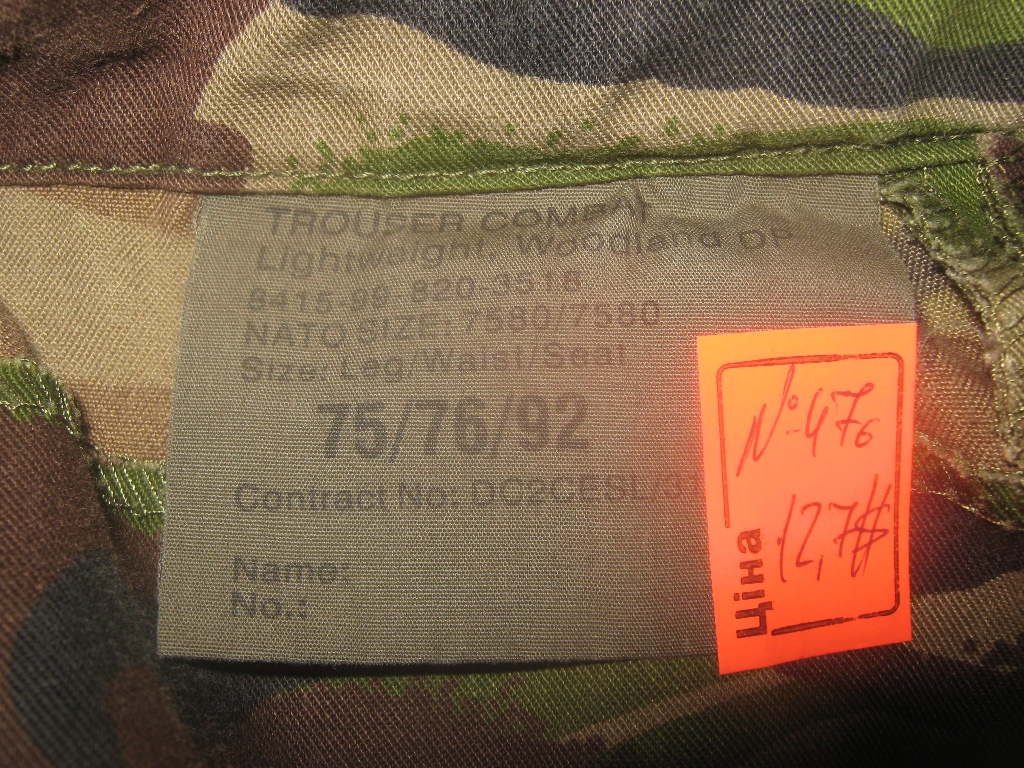 TROUSER COMBAT
Lightweight, Woodland DP
8415-99-820-3518
NATO SIZE: 7580/7580
Size: Leg/Waist/Seat
75/76/92
Contract No: DC2CESL/3
Name:
No.:
№ 476
Ціна 12,7$